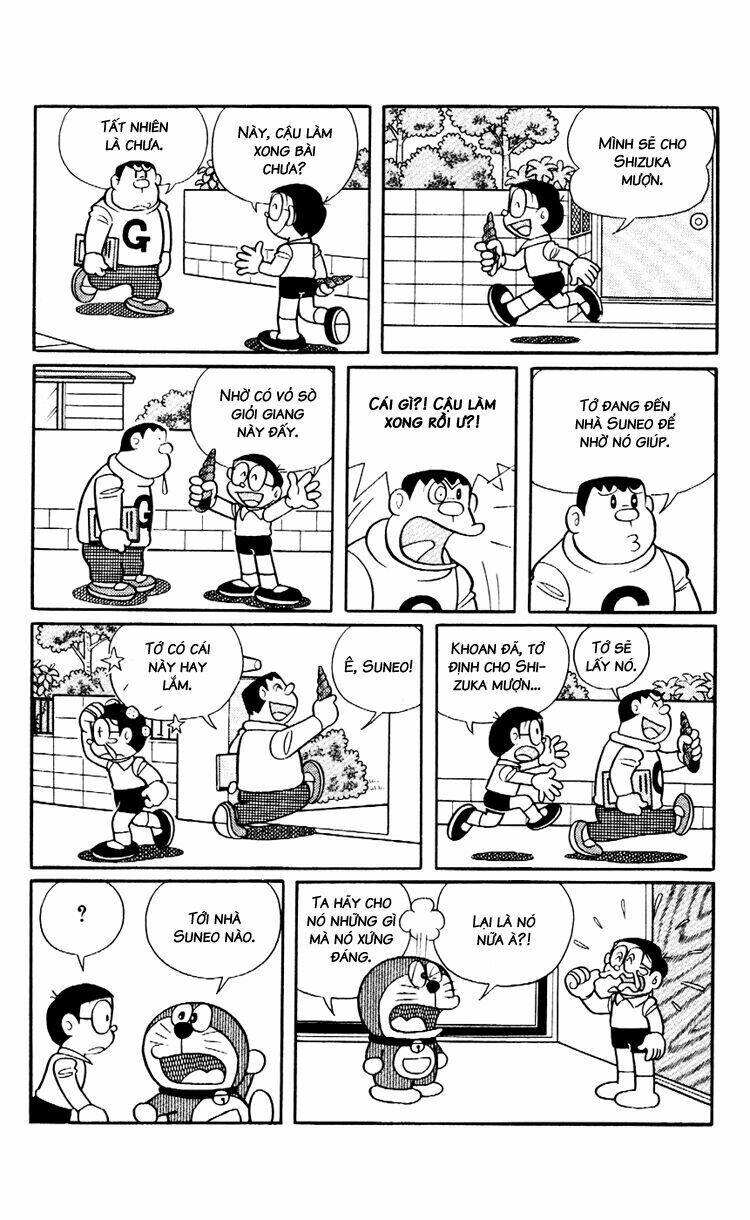 MÌNH SẼ CHO
SHIZUKA
MƯỢN.
NÀY, CẬU LÀM
XONG BÀI
CHƯA?
TẤT NHIÊN
LÀ CHƯA.
G
TỚ ĐANG ĐẾN
NHÀ SUNEO ĐỂ
NHỜ NÓ GIÚP.
CÁI GÌ?! CẬU LÀM
XONG RỒI Ư?!
NHỜ CÓ VỎ SÒ
GIỎI GIANG
NÀY ĐẤY.
G
TỚ SẼ
LẤY NÓ.
KHOAN ĐÃ, TỚ
ĐỊNH CHO SHI-
ZUKA MƯỢN...
Ê, SUNEO!
TỚ CÓ CÁI
NÀY HAY
LẮM.
LẠI LÀ NÓ
NỮA À?!
TA HÃY CHO
NÓ NHỮNG GÌ
MÀ NÓ XỨNG
ĐÁNG.
TỚI NHÀ
SUNEO NÀO.
?